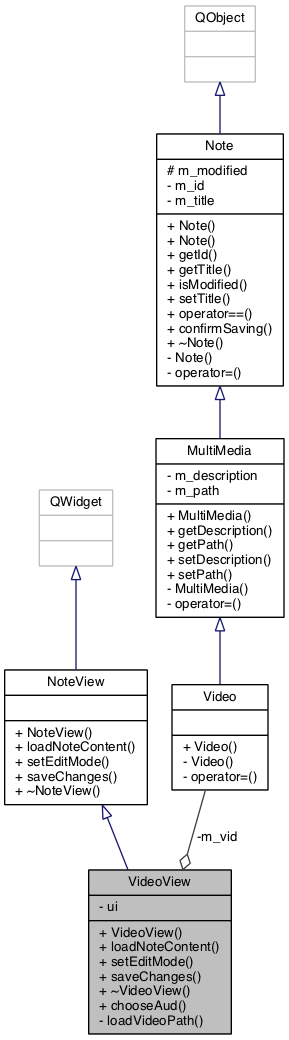 QObject
Note
# m_modified
- m_id
- m_title
+ Note()
+ Note()
+ getId()
+ getTitle()
+ isModified()
+ setTitle()
+ operator==()
+ confirmSaving()
+ ~Note()
- Note()
- operator=()
MultiMedia
- m_description
- m_path
+ MultiMedia()
+ getDescription()
+ getPath()
+ setDescription()
+ setPath()
- MultiMedia()
- operator=()
QWidget
NoteView
+ NoteView()
+ loadNoteContent()
+ setEditMode()
+ saveChanges()
+ ~NoteView()
Video
+ Video()
- Video()
- operator=()
-m_vid
VideoView
- ui
+ VideoView()
+ loadNoteContent()
+ setEditMode()
+ saveChanges()
+ ~VideoView()
+ chooseAud()
- loadVideoPath()